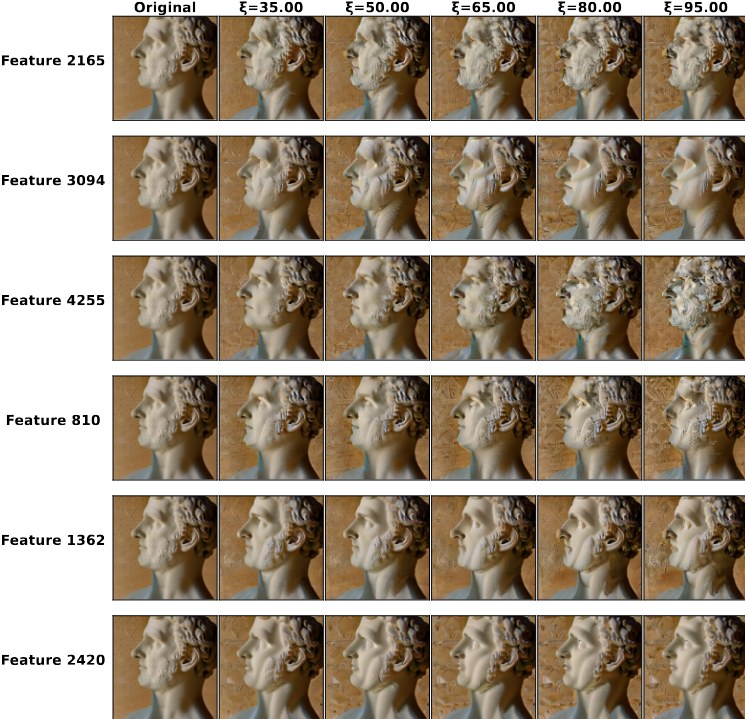 Original ξ=35.00 ξ=50.00 ξ=65.00 ξ=80.00 ξ=95.00
Feature 2165
Feature 3094
Feature 4255
Feature 810
Feature 1362
Feature 2420